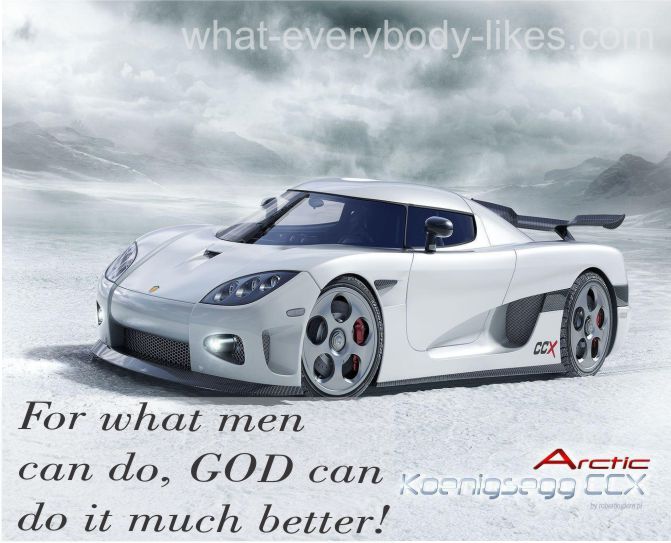 what-everybody-likes.com
CCX
For what men
can do, GOD can
do it much better!
Arctic
Koenigsegg CCX